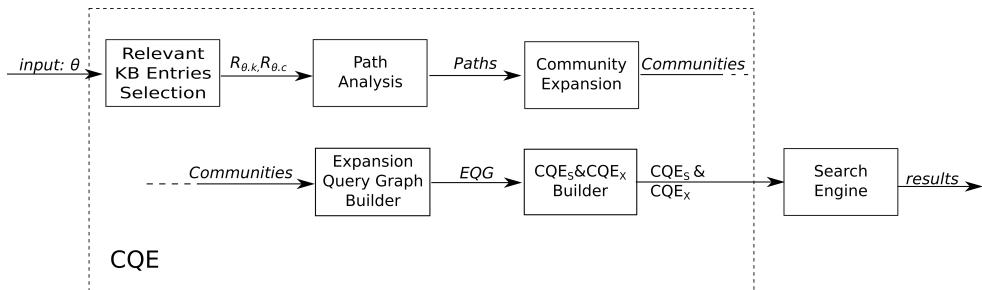 input: θ
Relevant
KB Entries
Selection
Rθ.k,Rθ.c
Path
Analysis
Paths
Community
Expansion
Communities
Communities
Expansion
Query Graph
Builder
EQG
CQES&CQEX
Builder
CQES &
CQEX
Search
Engine
results
CQE